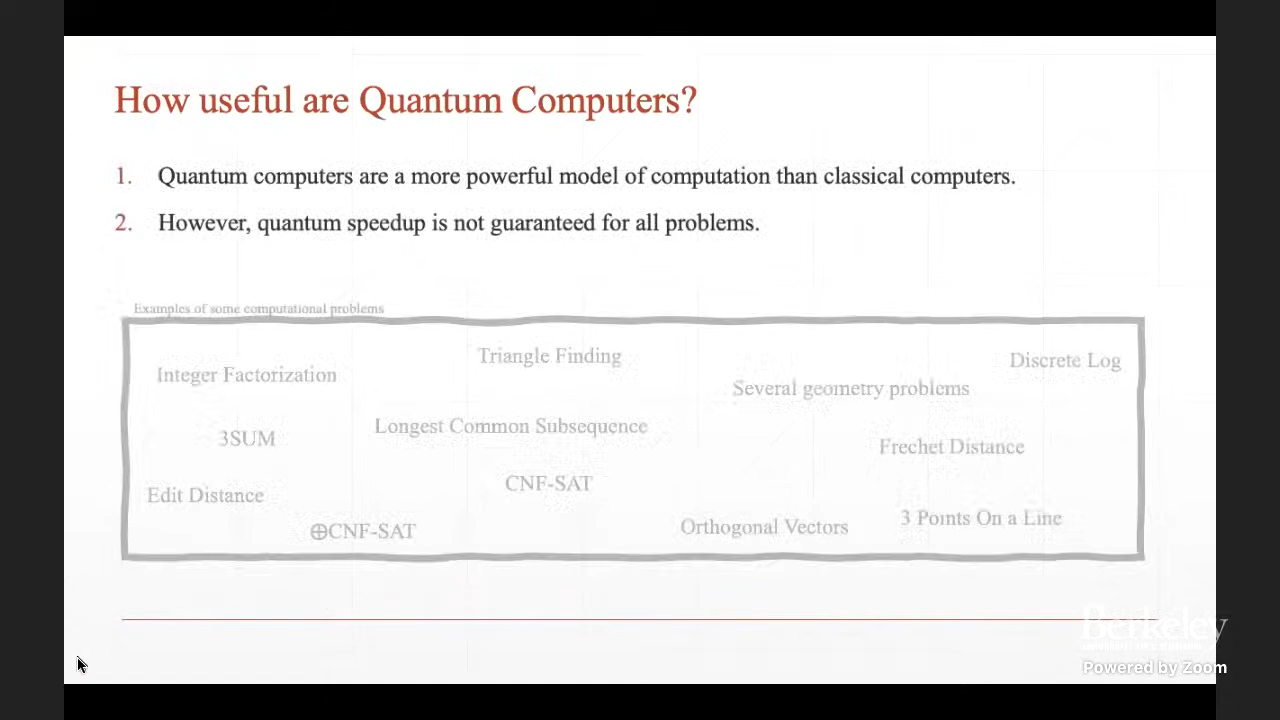 How useful are Quantum Computers?
1. Quantum computers are a more powerful model of computation than classical computers.
2. However, quantum speedup is not guaranteed for all problems.
Examples of some computational problems
Triangle Finding
Discrete Log
Integer Factorization
Several geometry problems
Longest Common Subsequence
3SUM
Frechet Distance
CNF-SAT
Edit Distance
3 Points On a Line
Orthogonal Vectors
⊕CNF-SAT
Berkeley
Powered by Zoom